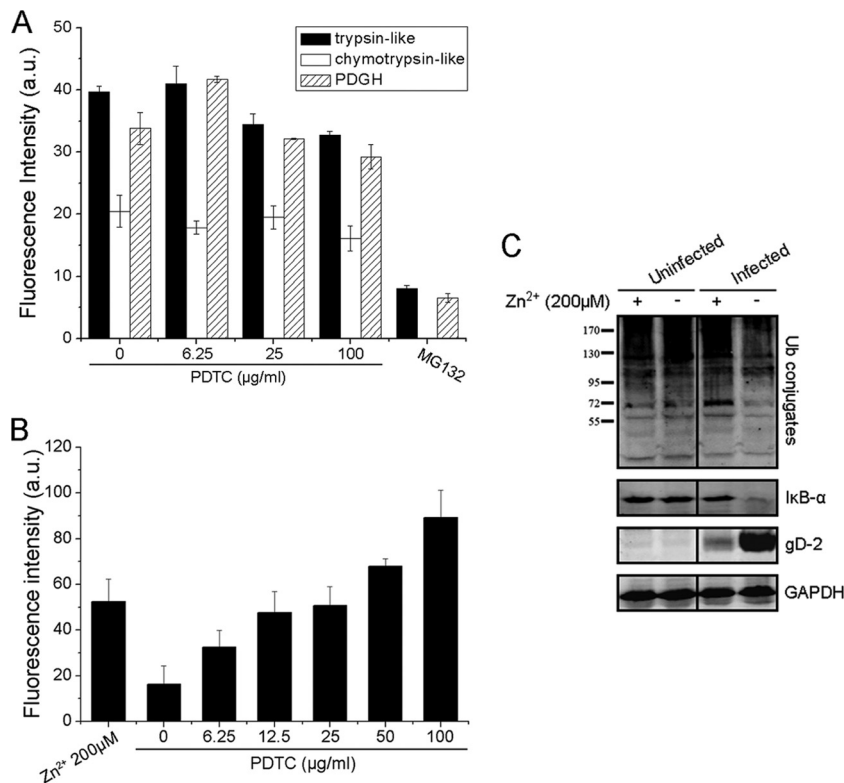 A
50
40
30
20
10
0
Fluorescence Intensity (a.u.)
trypsin-like
chymotrypsin-like
PDGH
0 6.25 25 100 MG132
PDTC (µg/ml)
B
120
100
80
60
40
20
0
Fluorescence intensity (a.u.)
Zn²⁺ 200µM 0 6.25 12.5 25 50 100
PDTC (µg/ml)
C
Uninfected Infected
Zn²⁺ (200µM) + - + -
170
130
95
72
55
Ub conjugates
IκB-α
gD-2
GAPDH